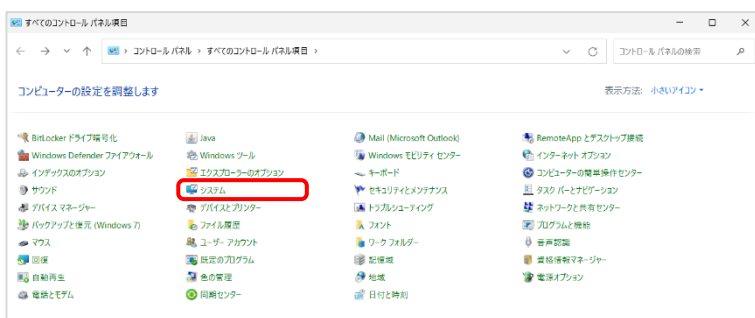 すべてのコントロール パネル項目
コントロール パネル › すべてのコントロール パネル項目 ›
コントロール パネルの検索
コンピューターの設定を調整します
表示方法: 小さいアイコン
BitLocker ドライブ暗号化
Java
Mail (Microsoft Outlook)
RemoteApp とデスクトップ接続
Windows Defender ファイアウォール
Windows ツール
Windows モビリティ センター
インターネット オプション
インデックスのオプション
エクスプローラーのオプション
キーボード
コンピューターの簡単操作センター
サウンド
システム
セキュリティとメンテナンス
タスク バーとナビゲーション
デバイス マネージャー
デバイスとプリンター
トラブルシューティング
ネットワークと共有センター
バックアップと復元 (Windows 7)
ファイル履歴
フォント
プログラムと機能
マウス
ユーザー アカウント
ワーク フォルダー
音声認識
回復
既定のプログラム
記憶域
資格情報マネージャー
自動再生
色の管理
地域
電源オプション
電話とモデム
同期センター
日付と時刻